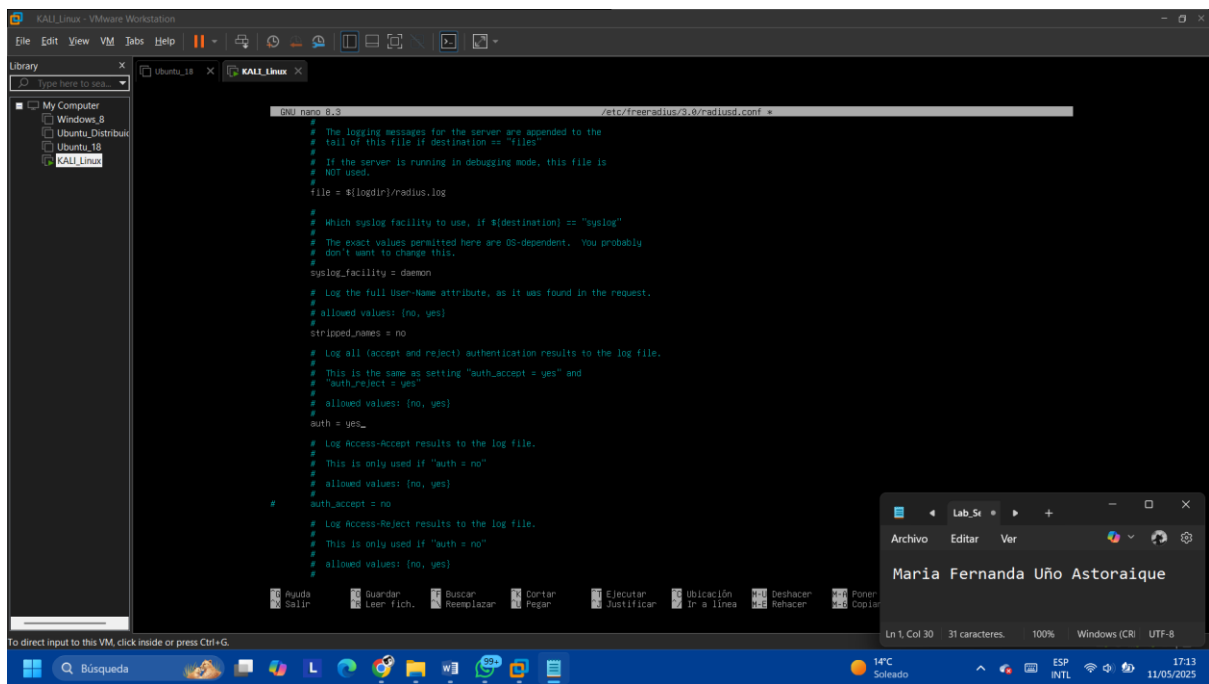 KALI_Linux - VMware Workstation
File Edit View VM Tabs Help
Library X
Type here to sea...
Ubuntu_18 X KALI_Linux X
My Computer
Windows_8
Ubuntu_Distribuic
Ubuntu_18
KALI_Linux
GNU nano 8.3 /etc/freeradius/3.0/radiusd.conf *
#
# The logging messages for the server are appended to the
# tail of this file if destination == "files"
#
# If the server is running in debugging mode, this file is
# NOT used.
#
file = ${logdir}/radius.log
#
# Which syslog facility to use, if ${destination} == "syslog"
#
# The exact values permitted here are OS-dependent. You probably
# don't want to change this.
#
syslog_facility = daemon
# Log the full User-Name attribute, as it was found in the request.
#
# allowed values: {no, yes}
#
stripped_names = no
# Log all (accept and reject) authentication results to the log file.
#
# This is the same as setting "auth_accept = yes" and
# "auth_reject = yes"
#
# allowed values: {no, yes}
#
auth = yes_
# Log Access-Accept results to the log file.
#
# This is only used if "auth = no"
#
# allowed values: {no, yes}
#
# auth_accept = no
# Log Access-Reject results to the log file.
#
# This is only used if "auth = no"
#
# allowed values: {no, yes}
#
^G Ayuda ^O Guardar ^F Buscar ^K Cortar ^T Ejecutar ^C Ubicación M-U Deshacer M-A Poner
^X Salir ^R Leer fich. ^\ Reemplazar ^U Pegar ^J Justificar ^/ Ir a línea M-E Rehacer M-6 Copiar
Lab_Se
Archivo Editar Ver
Maria Fernanda Uño Astoraique
Ln 1, Col 30 31 caracteres. 100% Windows (CRI UTF-8
To direct input to this VM, click inside or press Ctrl+G.
Búsqueda
99+
14°C
Soleado
ESP
INTL
17:13
11/05/2025